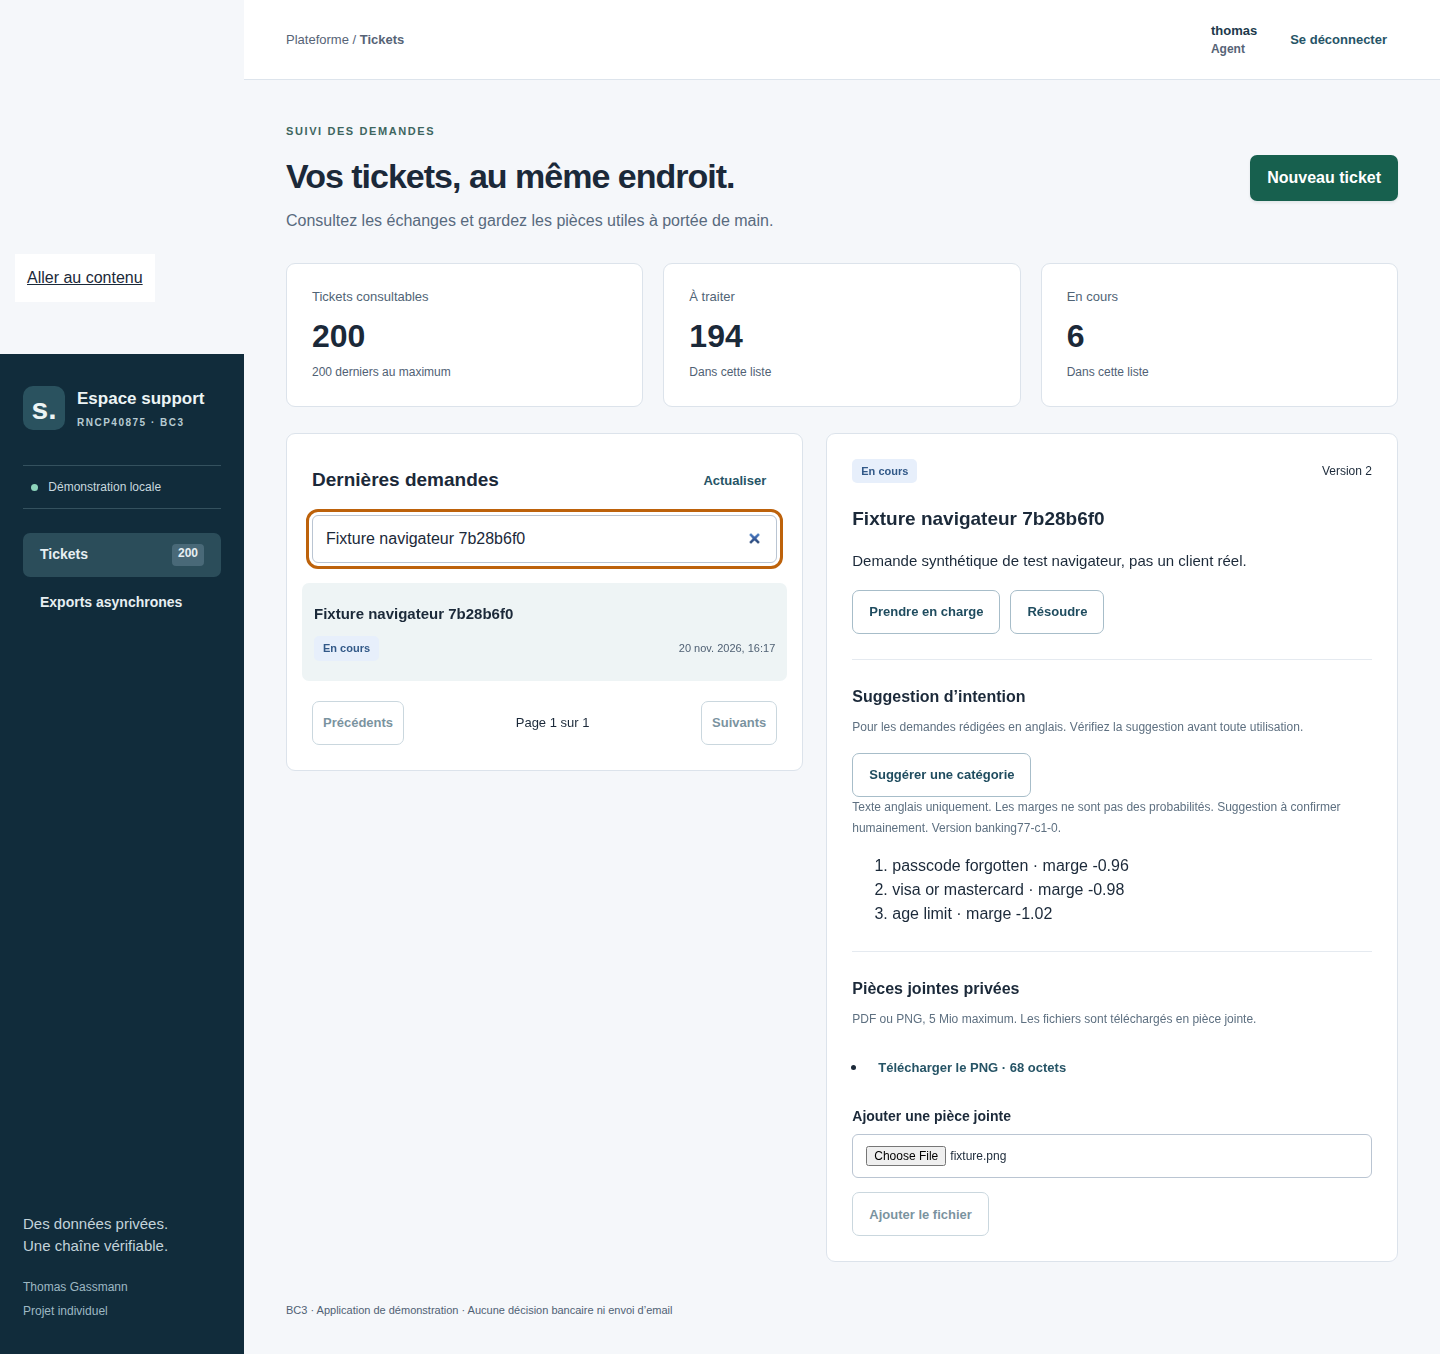 Plateforme / Tickets
thomas
Agent
Se déconnecter
Aller au contenu
s.
Espace support
RNCP40875 · BC3
Démonstration locale
Tickets
200
Exports asynchrones
Des données privées.
Une chaîne vérifiable.
Thomas Gassmann
Projet individuel
SUIVI DES DEMANDES
Vos tickets, au même endroit.
Consultez les échanges et gardez les pièces utiles à portée de main.
Nouveau ticket
Tickets consultables
200
200 derniers au maximum
À traiter
194
Dans cette liste
En cours
6
Dans cette liste
Dernières demandes
Actualiser
Fixture navigateur 7b28b6f0
Fixture navigateur 7b28b6f0
En cours
20 nov. 2026, 16:17
Précédents
Page 1 sur 1
Suivants
En cours
Version 2
Fixture navigateur 7b28b6f0
Demande synthétique de test navigateur, pas un client réel.
Prendre en charge
Résoudre
Suggestion d’intention
Pour les demandes rédigées en anglais. Vérifiez la suggestion avant toute utilisation.
Suggérer une catégorie
Texte anglais uniquement. Les marges ne sont pas des probabilités. Suggestion à confirmer
humainement. Version banking77-c1-0.
1. passcode forgotten · marge -0.96
2. visa or mastercard · marge -0.98
3. age limit · marge -1.02
Pièces jointes privées
PDF ou PNG, 5 Mio maximum. Les fichiers sont téléchargés en pièce jointe.
Télécharger le PNG · 68 octets
Ajouter une pièce jointe
Choose File fixture.png
Ajouter le fichier
BC3 · Application de démonstration · Aucune décision bancaire ni envoi d’email